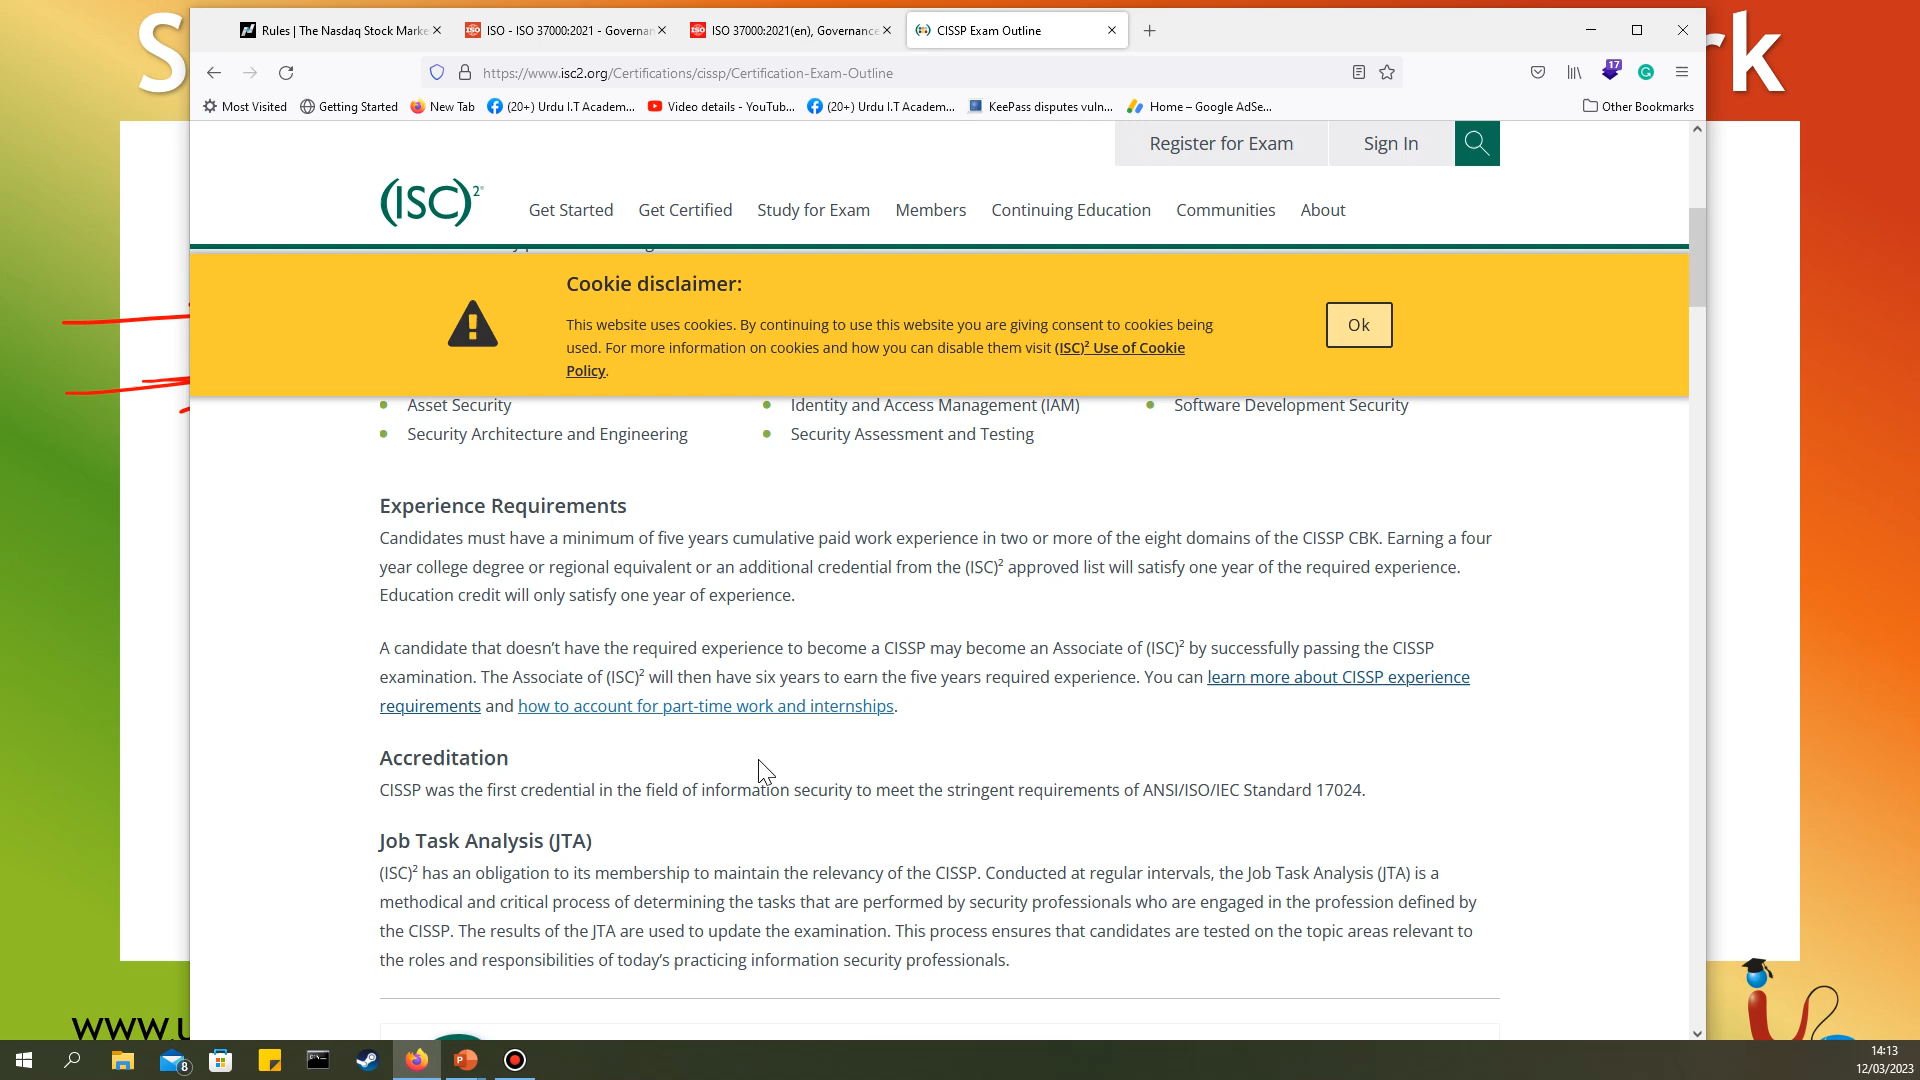 S
rk
Rules | The Nasdaq Stock Marke
ISO - ISO 37000:2021 - Governan
ISO 37000:2021(en), Governance
CISSP Exam Outline
https://www.isc2.org/Certifications/cissp/Certification-Exam-Outline
17
Most Visited
Getting Started
New Tab
(20+) Urdu I.T Academ...
Video details - YouTub...
(20+) Urdu I.T Academ...
KeePass disputes vuln...
Home – Google AdSe...
Other Bookmarks
Register for Exam
Sign In
(ISC)²
Get Started
Get Certified
Study for Exam
Members
Continuing Education
Communities
About
Cookie disclaimer:
This website uses cookies. By continuing to use this website you are giving consent to cookies being
used. For more information on cookies and how you can disable them visit (ISC)² Use of Cookie
Policy.
Ok
Asset Security
Identity and Access Management (IAM)
Software Development Security
Security Architecture and Engineering
Security Assessment and Testing
Experience Requirements
Candidates must have a minimum of five years cumulative paid work experience in two or more of the eight domains of the CISSP CBK. Earning a four
year college degree or regional equivalent or an additional credential from the (ISC)² approved list will satisfy one year of the required experience.
Education credit will only satisfy one year of experience.
A candidate that doesn't have the required experience to become a CISSP may become an Associate of (ISC)² by successfully passing the CISSP
examination. The Associate of (ISC)² will then have six years to earn the five years required experience. You can learn more about CISSP experience
requirements and how to account for part-time work and internships.
Accreditation
CISSP was the first credential in the field of information security to meet the stringent requirements of ANSI/ISO/IEC Standard 17024.
Job Task Analysis (JTA)
(ISC)² has an obligation to its membership to maintain the relevancy of the CISSP. Conducted at regular intervals, the Job Task Analysis (JTA) is a
methodical and critical process of determining the tasks that are performed by security professionals who are engaged in the profession defined by
the CISSP. The results of the JTA are used to update the examination. This process ensures that candidates are tested on the topic areas relevant to
the roles and responsibilities of today's practicing information security professionals.
www.u
8
14:13
12/03/2023